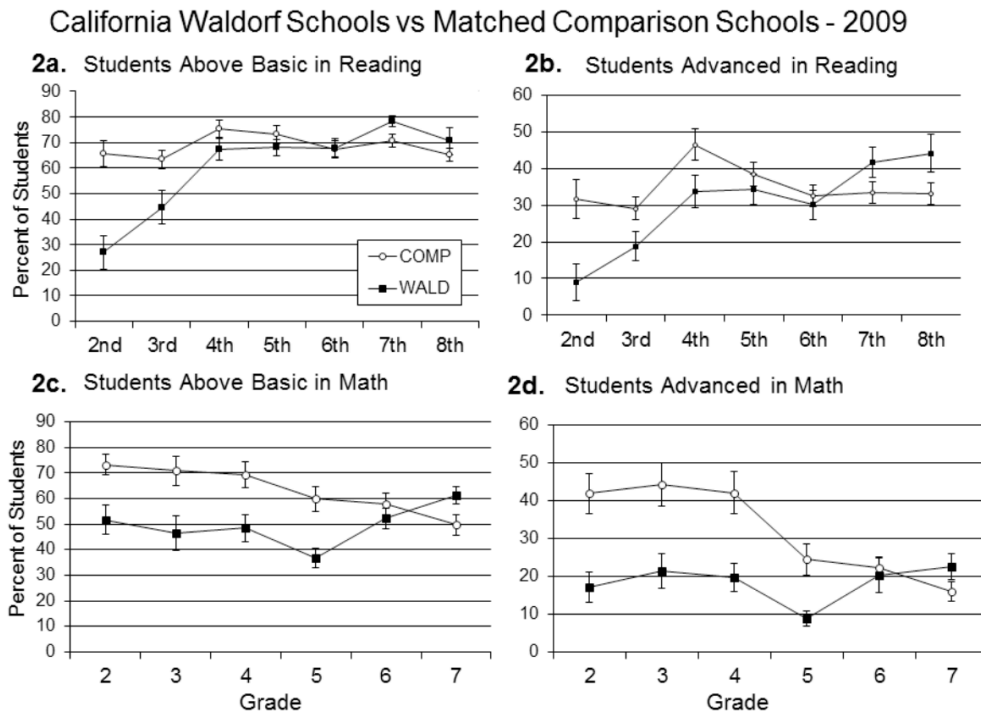 California Waldorf Schools vs Matched Comparison Schools - 2009
2a. Students Above Basic in Reading
Percent of Students
90
80
70
60
50
40
30
20
10
0
COMP
WALD
2nd 3rd 4th 5th 6th 7th 8th
2b. Students Advanced in Reading
60
50
40
30
20
10
0
2nd 3rd 4th 5th 6th 7th 8th
2c. Students Above Basic in Math
Percent of Students
90
80
70
60
50
40
30
20
10
0
2 3 4 5 6 7
Grade
2d. Students Advanced in Math
60
50
40
30
20
10
0
2 3 4 5 6 7
Grade